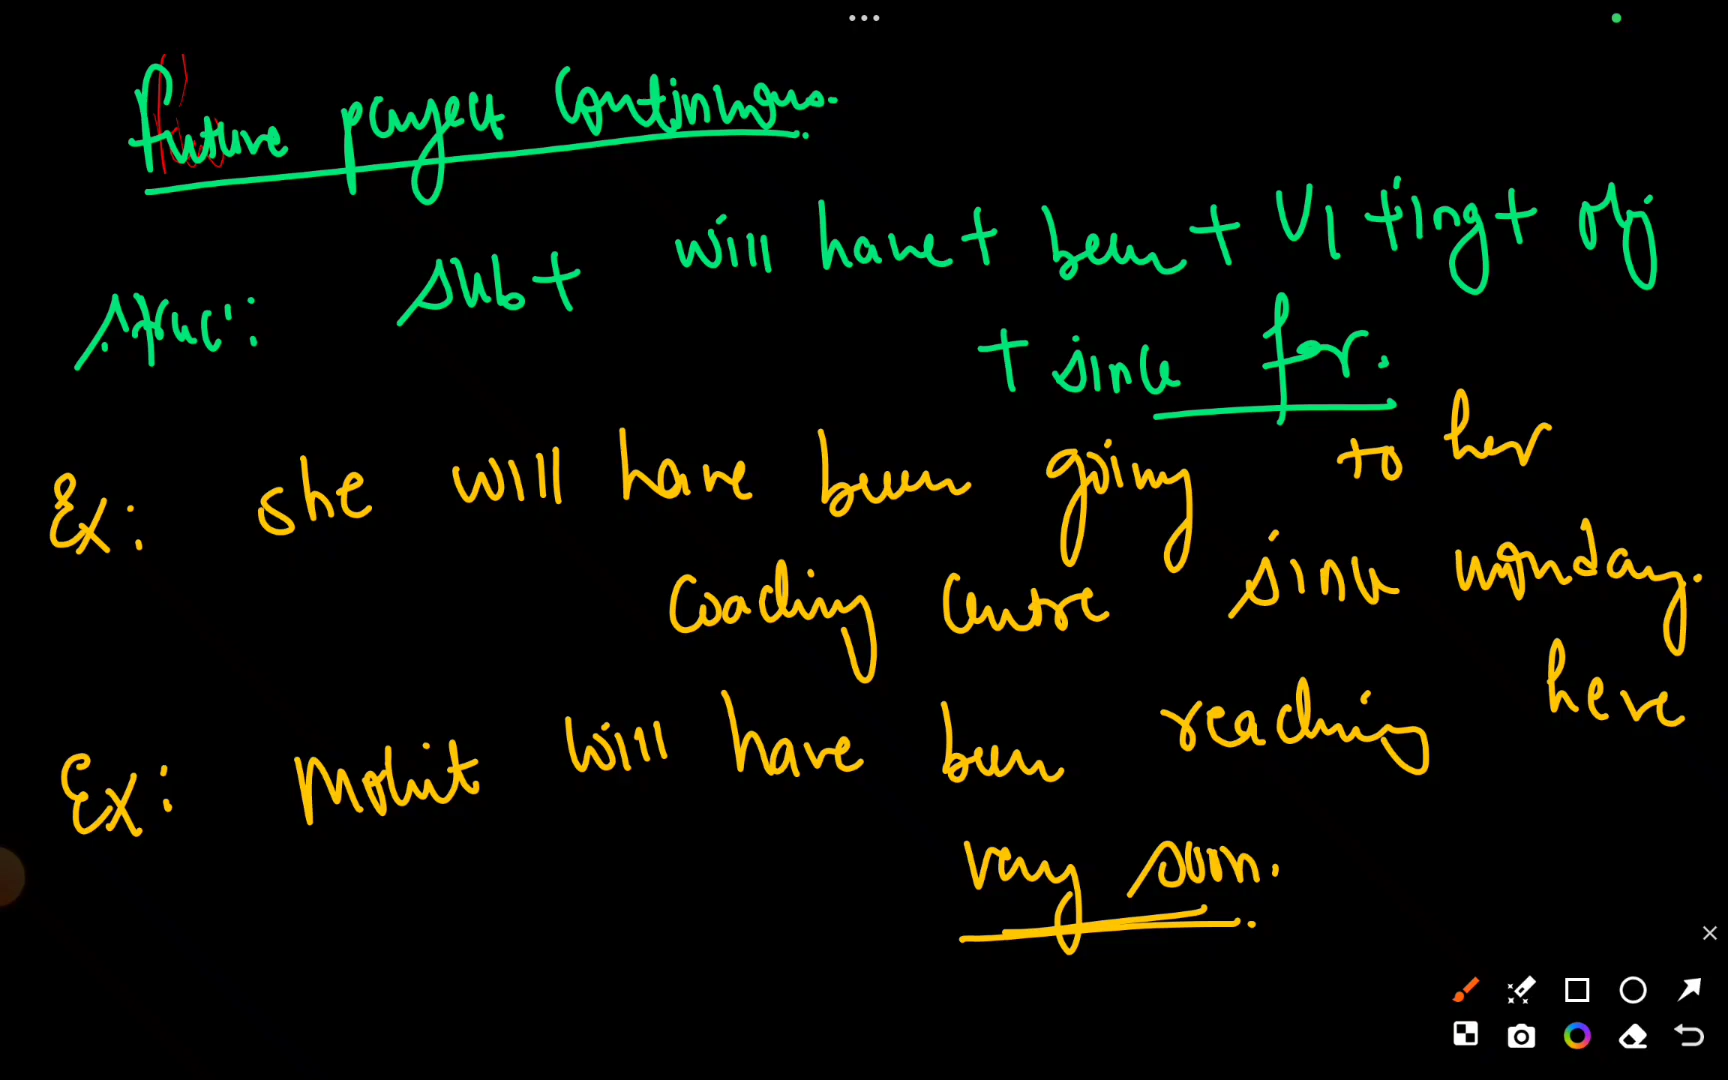 Future perfect Continuous.
struc: sub + will have + been + V1 + ing + obj
+ since for.
Ex: she will have been going to her
coaching centre since monday.
Ex: Mohit will have been reaching here
very soon.